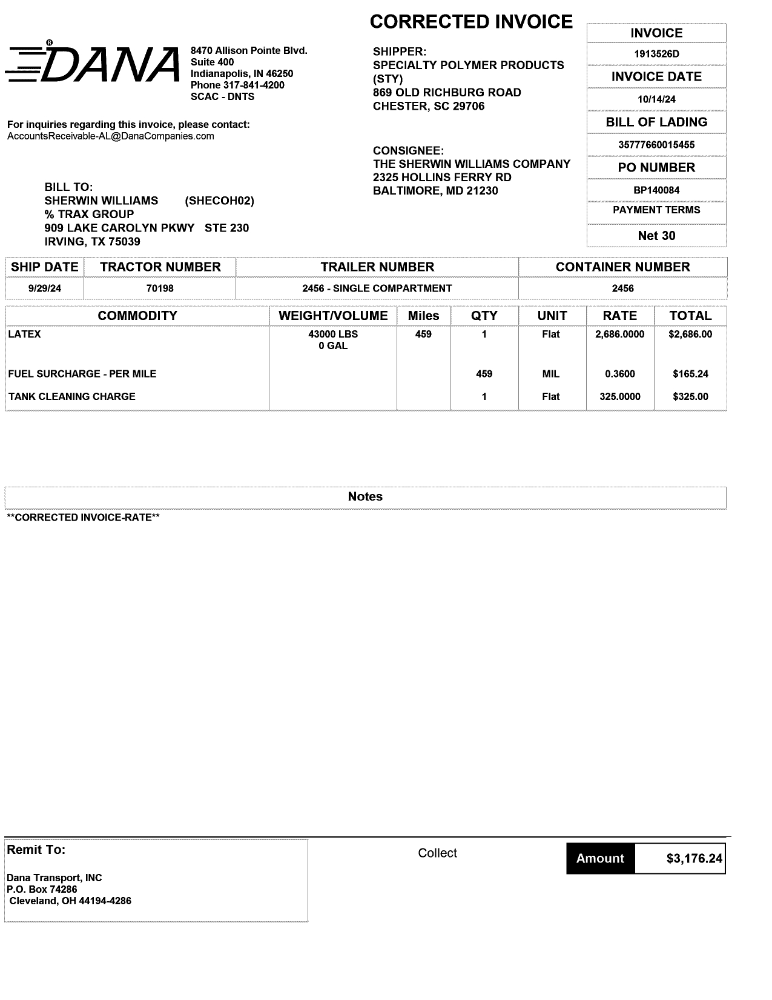 CORRECTED INVOICE
®
DANA
8470 Allison Pointe Blvd.
Suite 400
Indianapolis, IN 46250
Phone 317-841-4200
SCAC - DNTS
For inquiries regarding this invoice, please contact:
AccountsReceivable-AL@DanaCompanies.com
SHIPPER:
SPECIALTY POLYMER PRODUCTS
(STY)
869 OLD RICHBURG ROAD
CHESTER, SC 29706
CONSIGNEE:
THE SHERWIN WILLIAMS COMPANY
2325 HOLLINS FERRY RD
BALTIMORE, MD 21230
INVOICE
1913526D
INVOICE DATE
10/14/24
BILL OF LADING
35777660015455
PO NUMBER
BP140084
PAYMENT TERMS
Net 30
BILL TO:
SHERWIN WILLIAMS (SHECOH02)
% TRAX GROUP
909 LAKE CAROLYN PKWY STE 230
IRVING, TX 75039
SHIP DATE TRACTOR NUMBER TRAILER NUMBER CONTAINER NUMBER
9/29/24 70198 2456 - SINGLE COMPARTMENT 2456
COMMODITY WEIGHT/VOLUME Miles QTY UNIT RATE TOTAL
LATEX 43000 LBS 459 1 Flat 2,686.0000 $2,686.00
0 GAL
FUEL SURCHARGE - PER MILE 459 MIL 0.3600 $165.24
TANK CLEANING CHARGE 1 Flat 325.0000 $325.00
Notes
**CORRECTED INVOICE-RATE**
Remit To:
Dana Transport, INC
P.O. Box 74286
Cleveland, OH 44194-4286
Collect
Amount $3,176.24